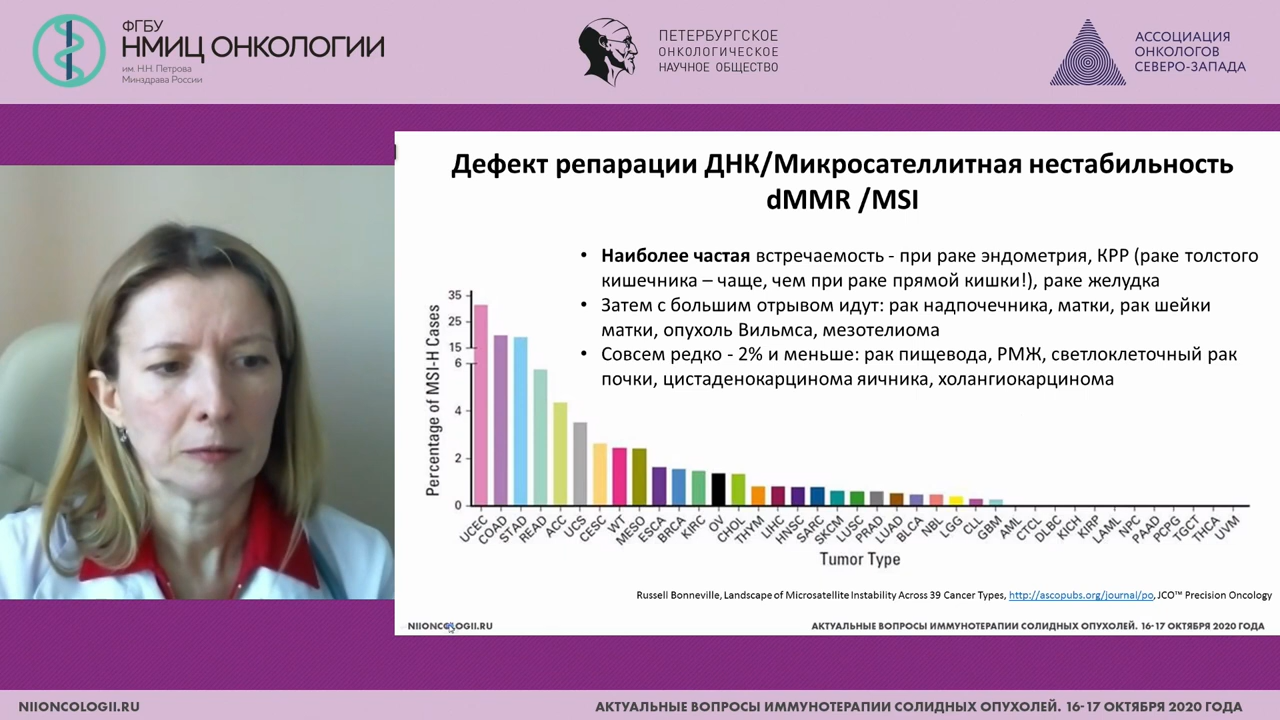 ФГБУ
НМИЦ ОНКОЛОГИИ
им. Н.Н. Петрова
Минздрава России
ПЕТЕРБУРГСКОЕ
ОНКОЛОГИЧЕСКОЕ
НАУЧНОЕ ОБЩЕСТВО
АССОЦИАЦИЯ
ОНКОЛОГОВ
СЕВЕРО-ЗАПАДА
Дефект репарации ДНК/Микросателлитная нестабильность
dMMR /MSI
• Наиболее частая встречаемость - при раке эндометрия, КРР (раке толстого
кишечника – чаще, чем при раке прямой кишки!), раке желудка
• Затем с большим отрывом идут: рак надпочечника, матки, рак шейки
матки, опухоль Вильмса, мезотелиома
• Совсем редко - 2% и меньше: рак пищевода, РМЖ, светлоклеточный рак
почки, цистаденокарцинома яичника, холангиокарцинома
Percentage of MSI-H Cases
35
25
15
6
4
2
0
UCEC COAD STAD READ ACC UCS CESC WT MESO ESCA BRCA KIRC OV CHOL THYM LIHC HNSC SARC SKCM LUSC PRAD LUAD BLCA NBL LGG CLL GBM AML CTCL DLBC KICH KIRP LAML NPC PAAD PCPG TGCT THCA UVM
Tumor Type
Russell Bonneville, Landscape of Microsatellite Instability Across 39 Cancer Types, http://ascopubs.org/journal/po, JCO™ Precision Oncology
NIIONCOLOGII.RU
АКТУАЛЬНЫЕ ВОПРОСЫ ИММУНОТЕРАПИИ СОЛИДНЫХ ОПУХОЛЕЙ. 16-17 ОКТЯБРЯ 2020 ГОДА
NIIONCOLOGII.RU
АКТУАЛЬНЫЕ ВОПРОСЫ ИММУНОТЕРАПИИ СОЛИДНЫХ ОПУХОЛЕЙ. 16-17 ОКТЯБРЯ 2020 ГОДА